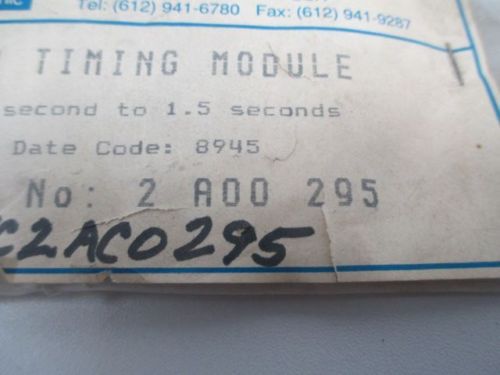 Tel: (612) 941-6780 Fax: (612) 941-9287
TIMING MODULE
second to 1.5 seconds
Date Code: 8945
No: 2 A00 295
C2AC0295